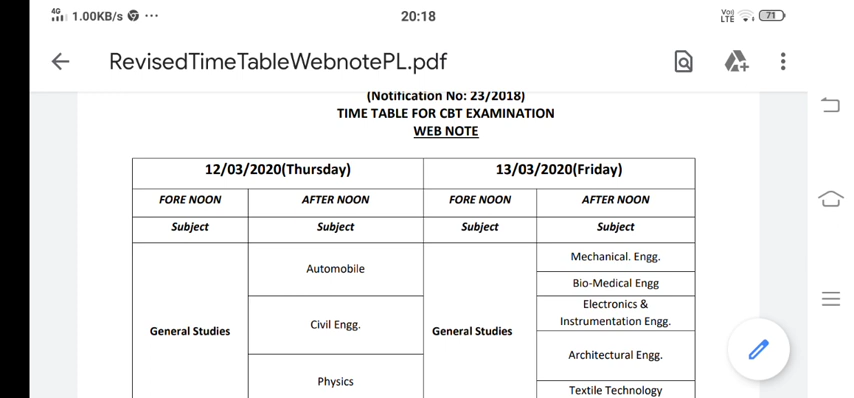 4G 1.00KB/s ··· 20:18 Vo) LTE 71
RevisedTimeTableWebnotePL.pdf
(Notification No: 23/2018)
TIME TABLE FOR CBT EXAMINATION
WEB NOTE
12/03/2020(Thursday) 13/03/2020(Friday)
FORE NOON AFTER NOON FORE NOON AFTER NOON
Subject Subject Subject Subject
Mechanical. Engg.
Automobile
Bio-Medical Engg
Electronics &
Instrumentation Engg.
General Studies Civil Engg. General Studies
Architectural Engg.
Physics
Textile Technology